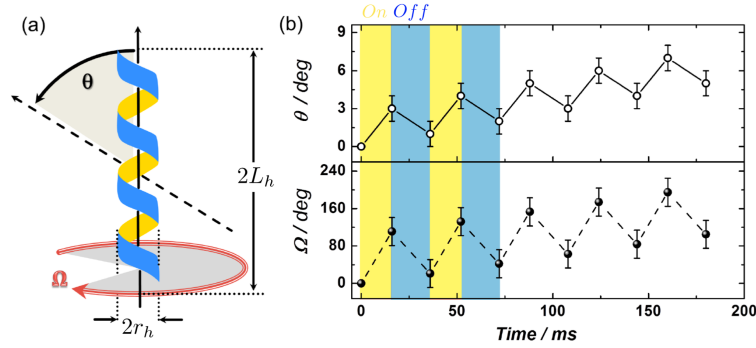 (a)
θ
2L_h
Ω
2r_h
(b)
On Off
9
6
3
0
θ / deg
240
160
80
0
Ω / deg
0 50 100 150 200
Time / ms